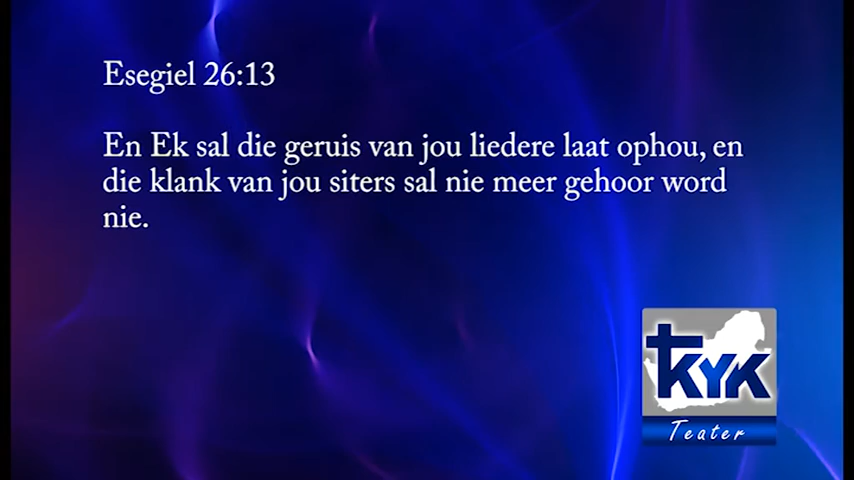 Esegiel 26:13
En Ek sal die geruis van jou liedere laat ophou, en
die klank van jou siters sal nie meer gehoor word
nie.
KYK
Teater